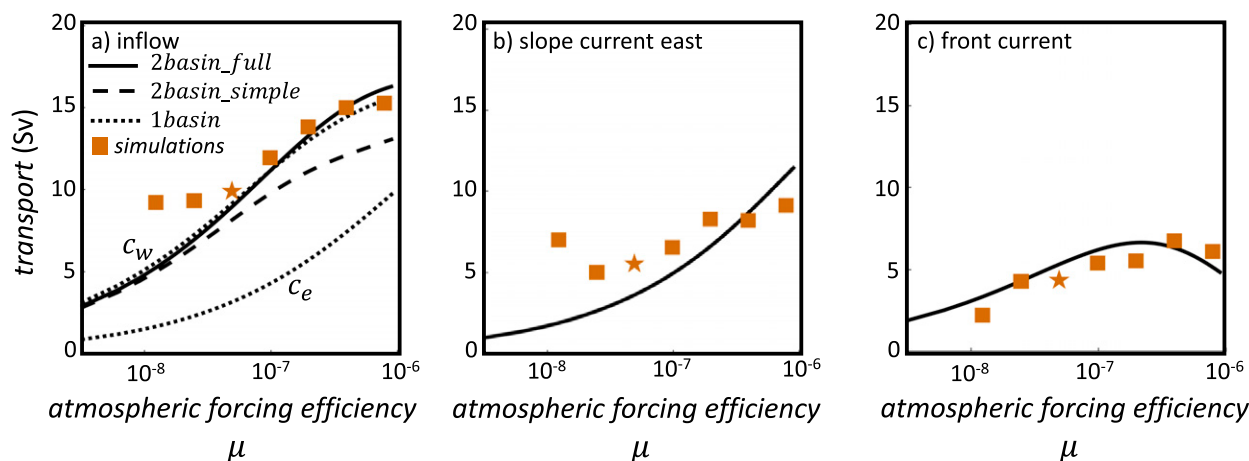 a) inflow
2basin_full
2basin_simple
1basin
simulations
c_w
c_e
transport (Sv)
20
15
10
5
0
10⁻⁸
10⁻⁷
10⁻⁶
atmospheric forcing efficiency
μ
b) slope current east
20
15
10
5
0
10⁻⁸
10⁻⁷
10⁻⁶
atmospheric forcing efficiency
μ
c) front current
20
15
10
5
0
10⁻⁸
10⁻⁷
10⁻⁶
atmospheric forcing efficiency
μ